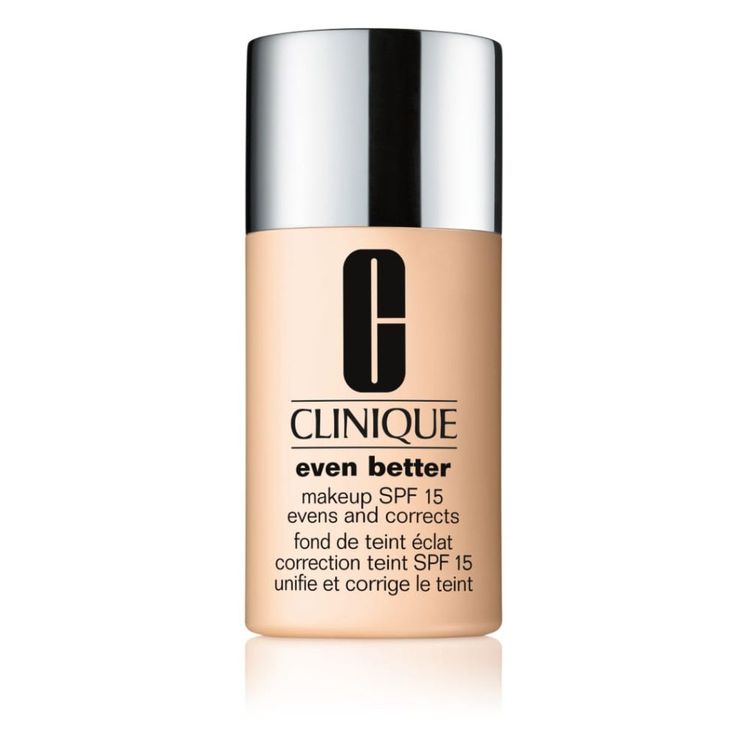 C
CLINIQUE
even better
makeup SPF 15
evens and corrects
fond de teint éclat
correction teint SPF 15
unifie et corrige le teint